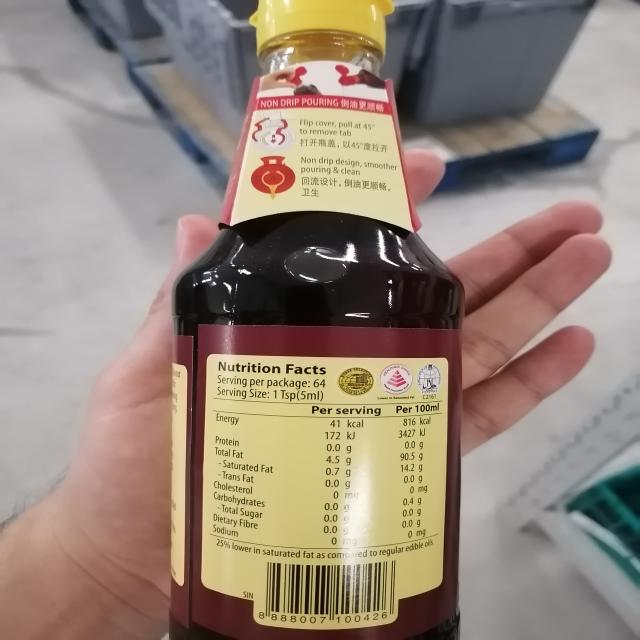 NON DRIP POURING 倒油更顺畅
Flip cover, pull at 45°
to remove tab
打开瓶盖，以45°度拉开
Non drip design, smoother
pouring & clean
回流设计，倒油更顺畅，
卫生
Nutrition Facts
Serving per package: 64
Serving Size: 1 Tsp(5ml)
Lower in Saturated Fat
C2161
Per serving Per 100ml
Energy 41 kcal 816 kcal
172 kJ 3427 kJ
Protein 0.0 g 0.0 g
Total Fat 4.5 g 90.5 g
- Saturated Fat 0.7 g 14.2 g
- Trans Fat 0.0 g 0.0 g
Cholesterol 0 mg 0 mg
Carbohydrates 0.0 g 0.4 g
- Total Sugar 0.0 g 0.0 g
Dietary Fibre 0.0 g 0.0 g
Sodium 0 mg 0 mg
25% lower in saturated fat as compared to regular edible oils
SIN
8 888007 100426